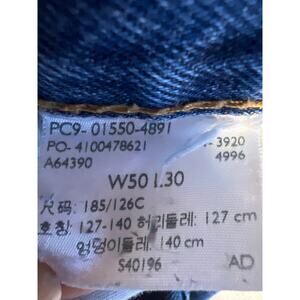 PC9- 01550-4891
PO- 4100478621 - 3920
A64390 4996
W50 L30
尺码: 185/126C
호칭: 127-140 허리둘레: 127 cm
엉덩이둘레: 140 cm
S40196 AD